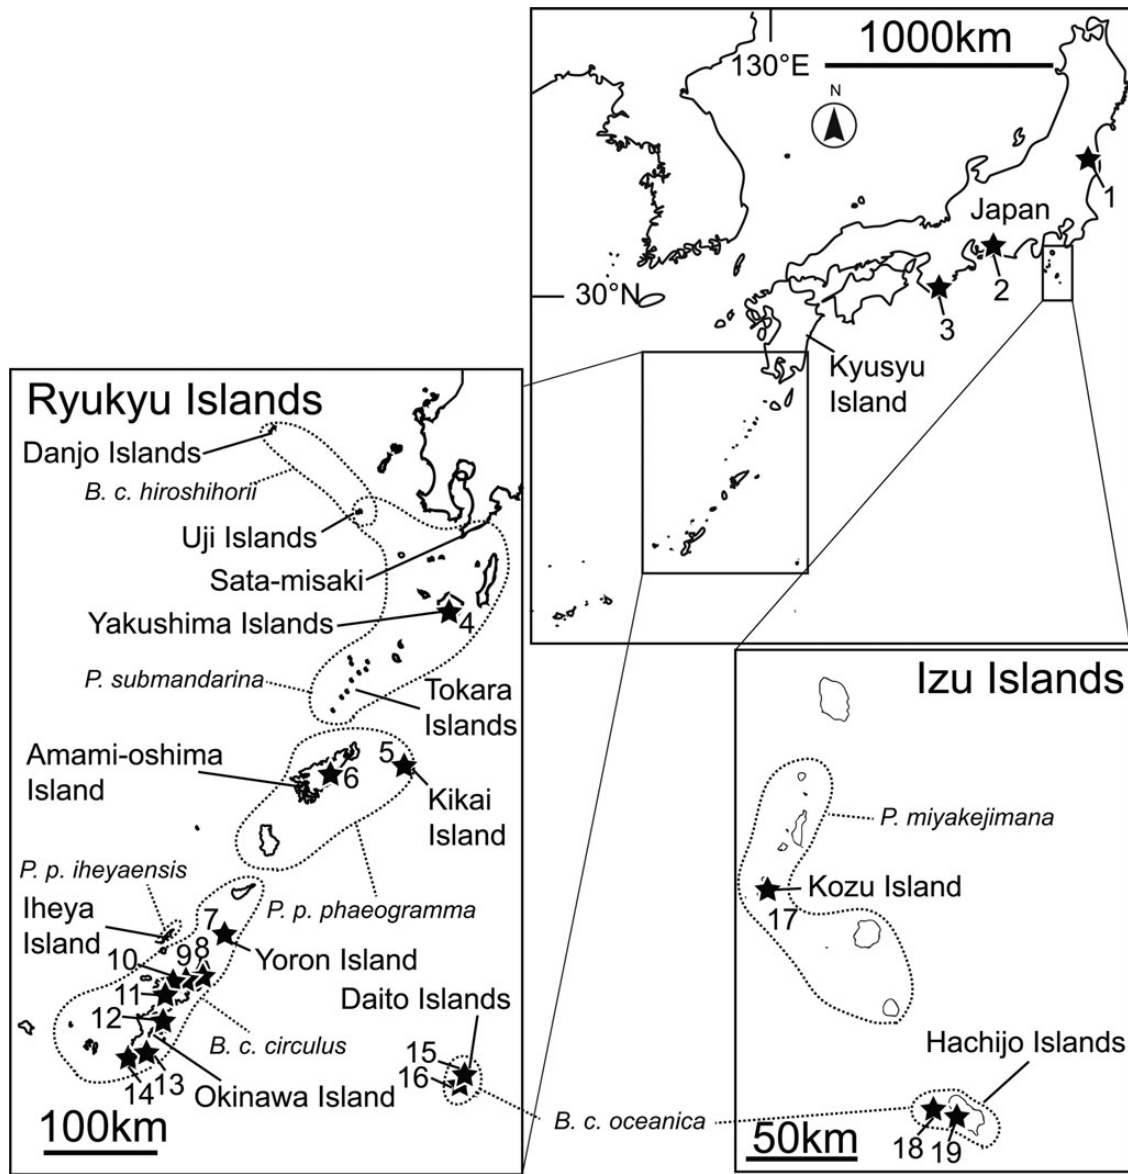 1000km
130°E
N
1
Japan
2
30°N
3
Kyusyu
Island
Ryukyu Islands
Danjo Islands
B. c. hiroshihorii
Uji Islands
Sata-misaki
Yakushima Islands
4
P. submandarina
Tokara
Islands
Amami-oshima
Island
5
6
Kikai
Island
P. p. iheyaensis
P. p. phaeogramma
Iheya
Island
7
Yoron Island
8
9
10
11
12
Daito Islands
B. c. circulus
15
16
14
13
Okinawa Island
100km
B. c. oceanica
Izu Islands
P. miyakejimana
Kozu Island
17
Hachijo Islands
18
19
50km